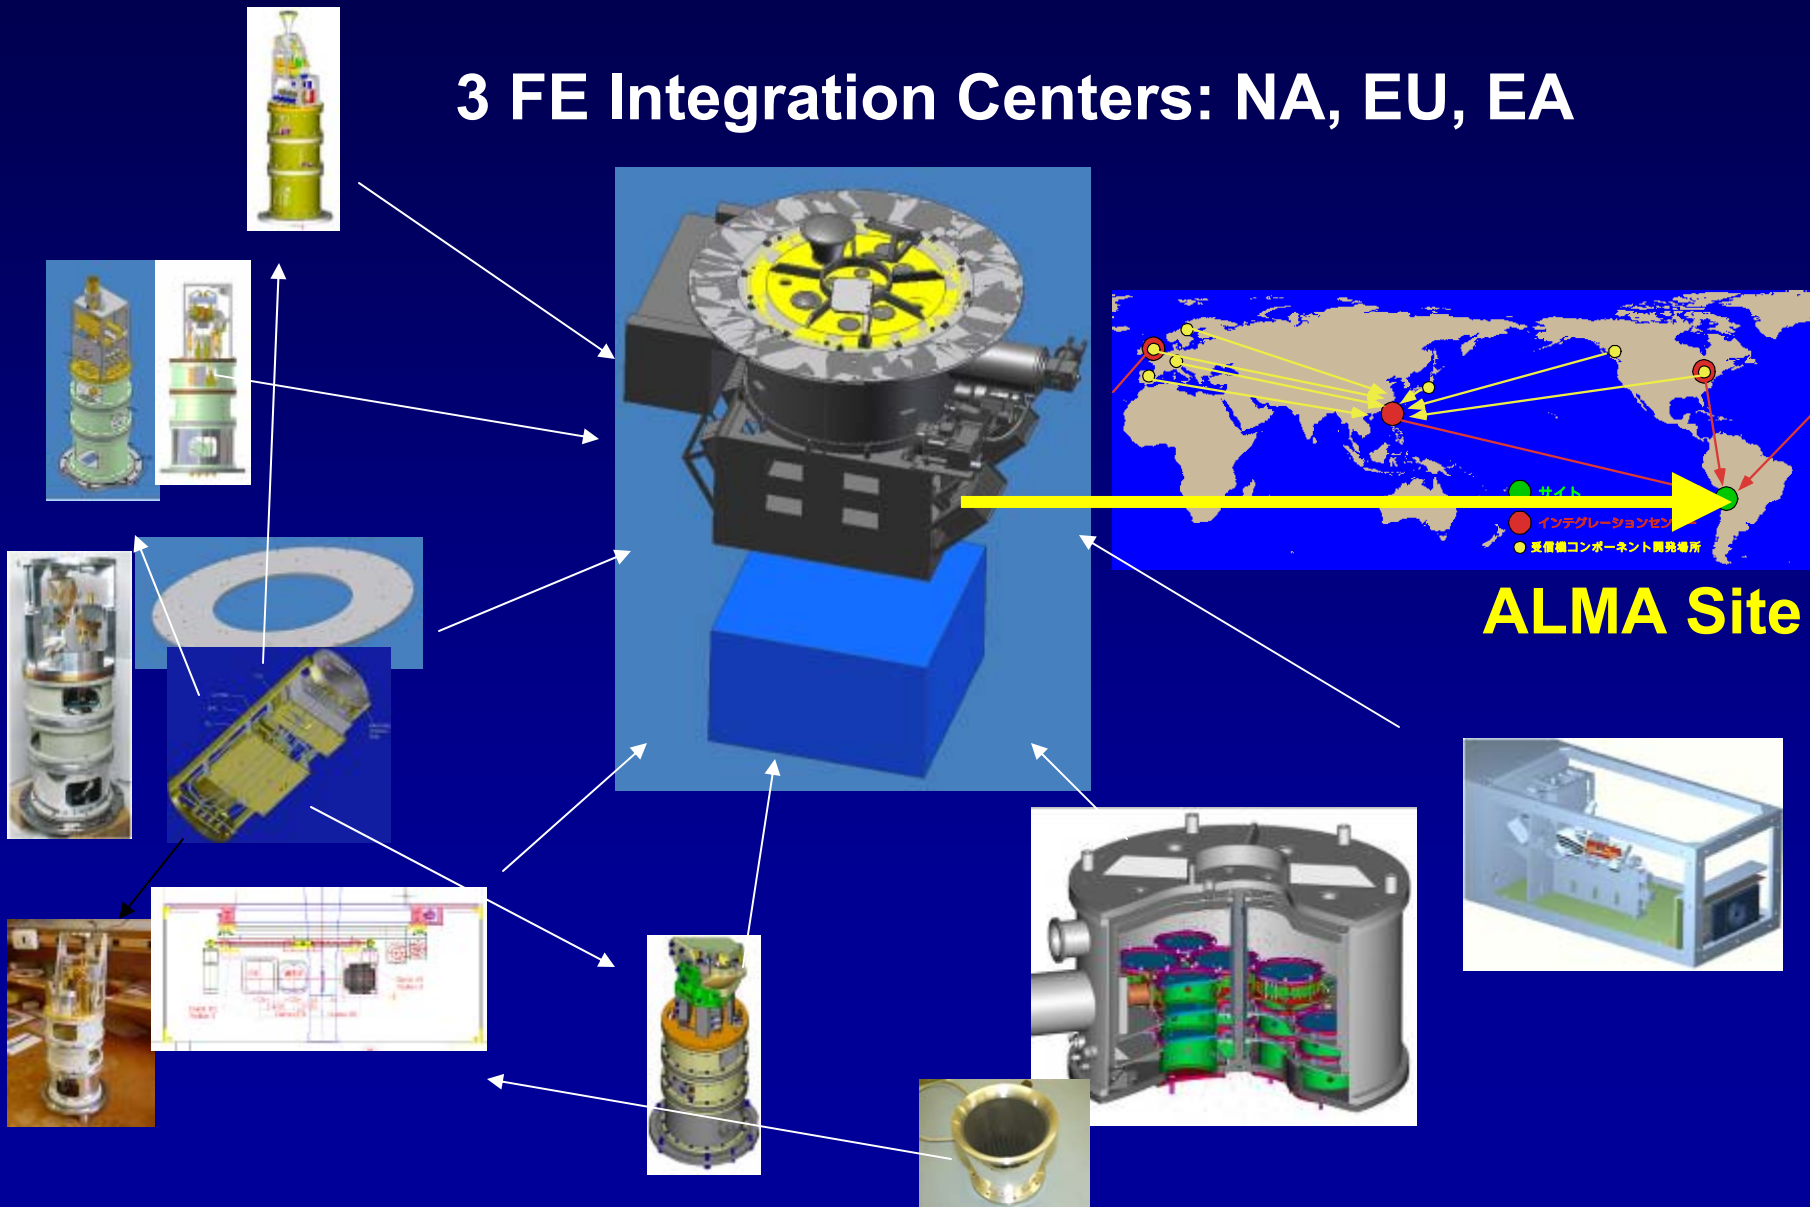 3 FE Integration Centers: NA, EU, EA
サイト
インテグレーションセン
受信機コンポーネント開発場所
ALMA Site